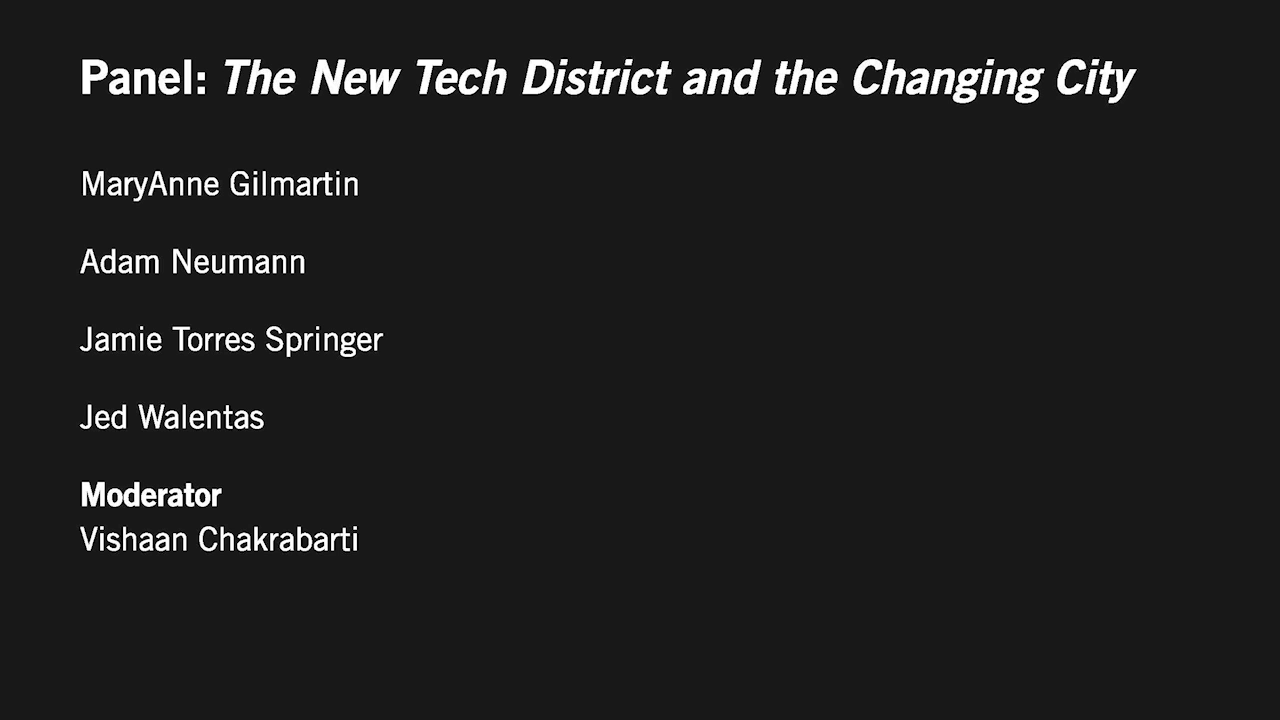 Panel: The New Tech District and the Changing City
MaryAnne Gilmartin
Adam Neumann
Jamie Torres Springer
Jed Walentas
Moderator
Vishaan Chakrabarti